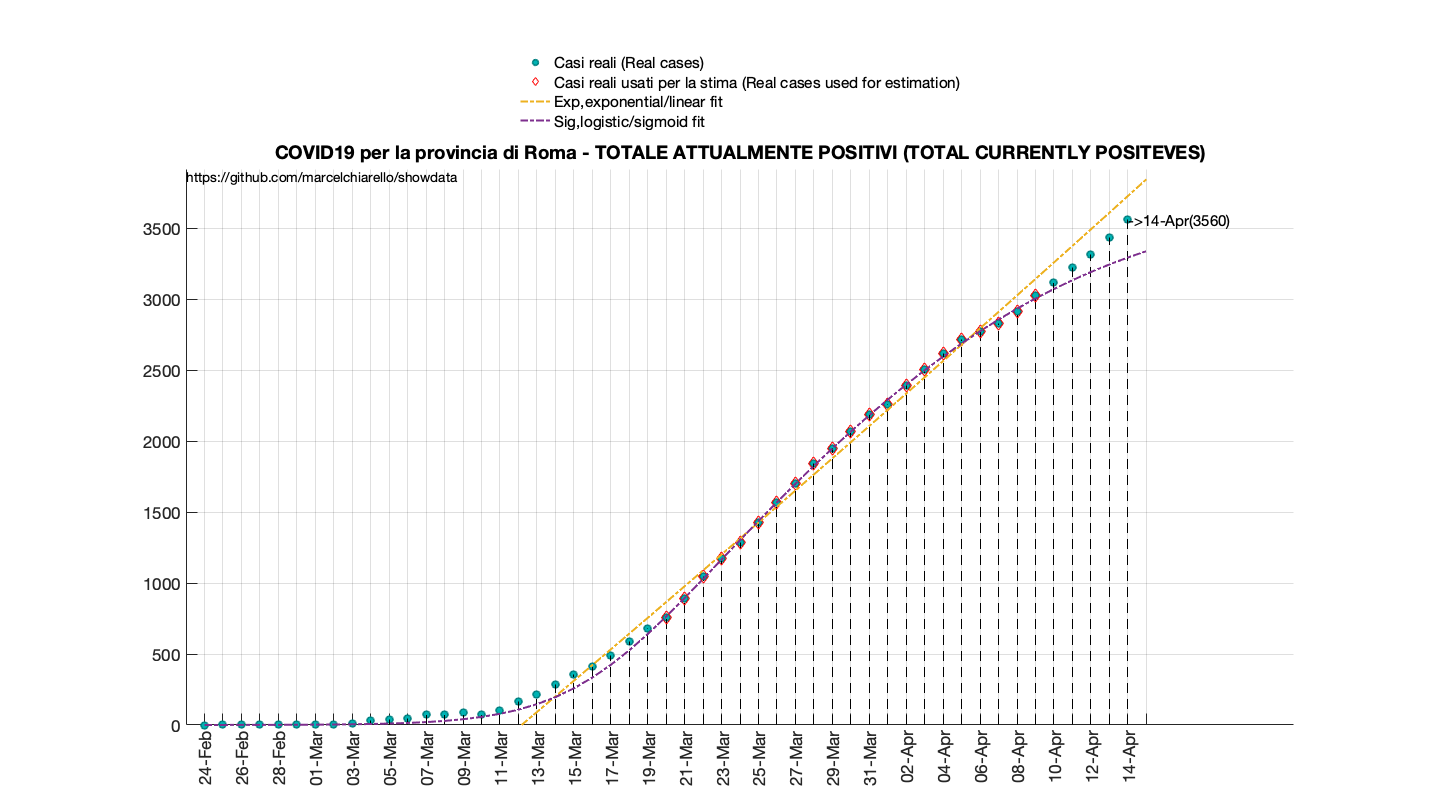 Casi reali (Real cases)
Casi reali usati per la stima (Real cases used for estimation)
Exp,exponential/linear fit
Sig,logistic/sigmoid fit
COVID19 per la provincia di Roma - TOTALE ATTUALMENTE POSITIVI (TOTAL CURRENTLY POSITEVES)
https://github.com/marcelchiarello/showdata
->14-Apr(3560)
3500
3000
2500
2000
1500
1000
500
0
24-Feb
26-Feb
28-Feb
01-Mar
03-Mar
05-Mar
07-Mar
09-Mar
11-Mar
13-Mar
15-Mar
17-Mar
19-Mar
21-Mar
23-Mar
25-Mar
27-Mar
29-Mar
31-Mar
02-Apr
04-Apr
06-Apr
08-Apr
10-Apr
12-Apr
14-Apr